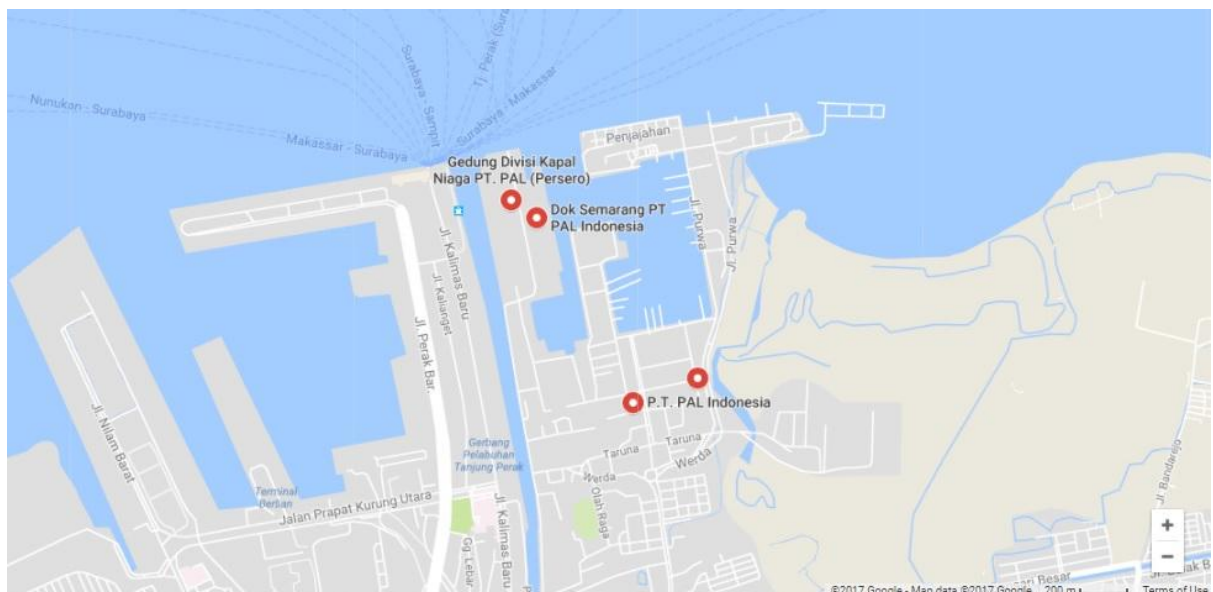 Nunukan - Surabaya
Makassar - Surabaya
Surabaya - Sampit
Surabaya - Makassar
Penjajahan
Gedung Divisi Kapal
Niaga PT. PAL (Persero)
Dok Semarang PT
PAL Indonesia
Jl. Purwa
Jl. Purwa
Jl. Kalimas Baru
Jl. Kalianget
Jl. Perak Bar.
Jl. Nilam Barat
P.T. PAL Indonesia
Gerbang
Pelabuhan
Tanjung Perak
Taruna
Taruna
Werda
Werda
Olah Raga
Terminal
Berlian
Jalan Prapat Kurung Utara
Jl. Kalimas Baru
Gg. Lebar
Jl. Bandarejo
+
−
©2017 Google - Map data ©2017 Google
200 m
Terms of Use